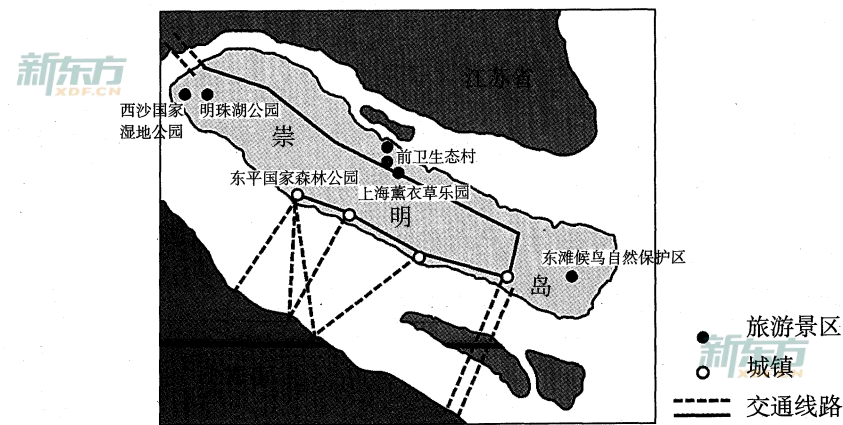 新东方
XDF.CN
江苏省
西沙国家
湿地公园
明珠湖公园
崇
前卫生态村
东平国家森林公园
上海薰衣草乐园
明
东滩候鸟自然保护区
岛
旅游景区
新东方
城镇
交通线路